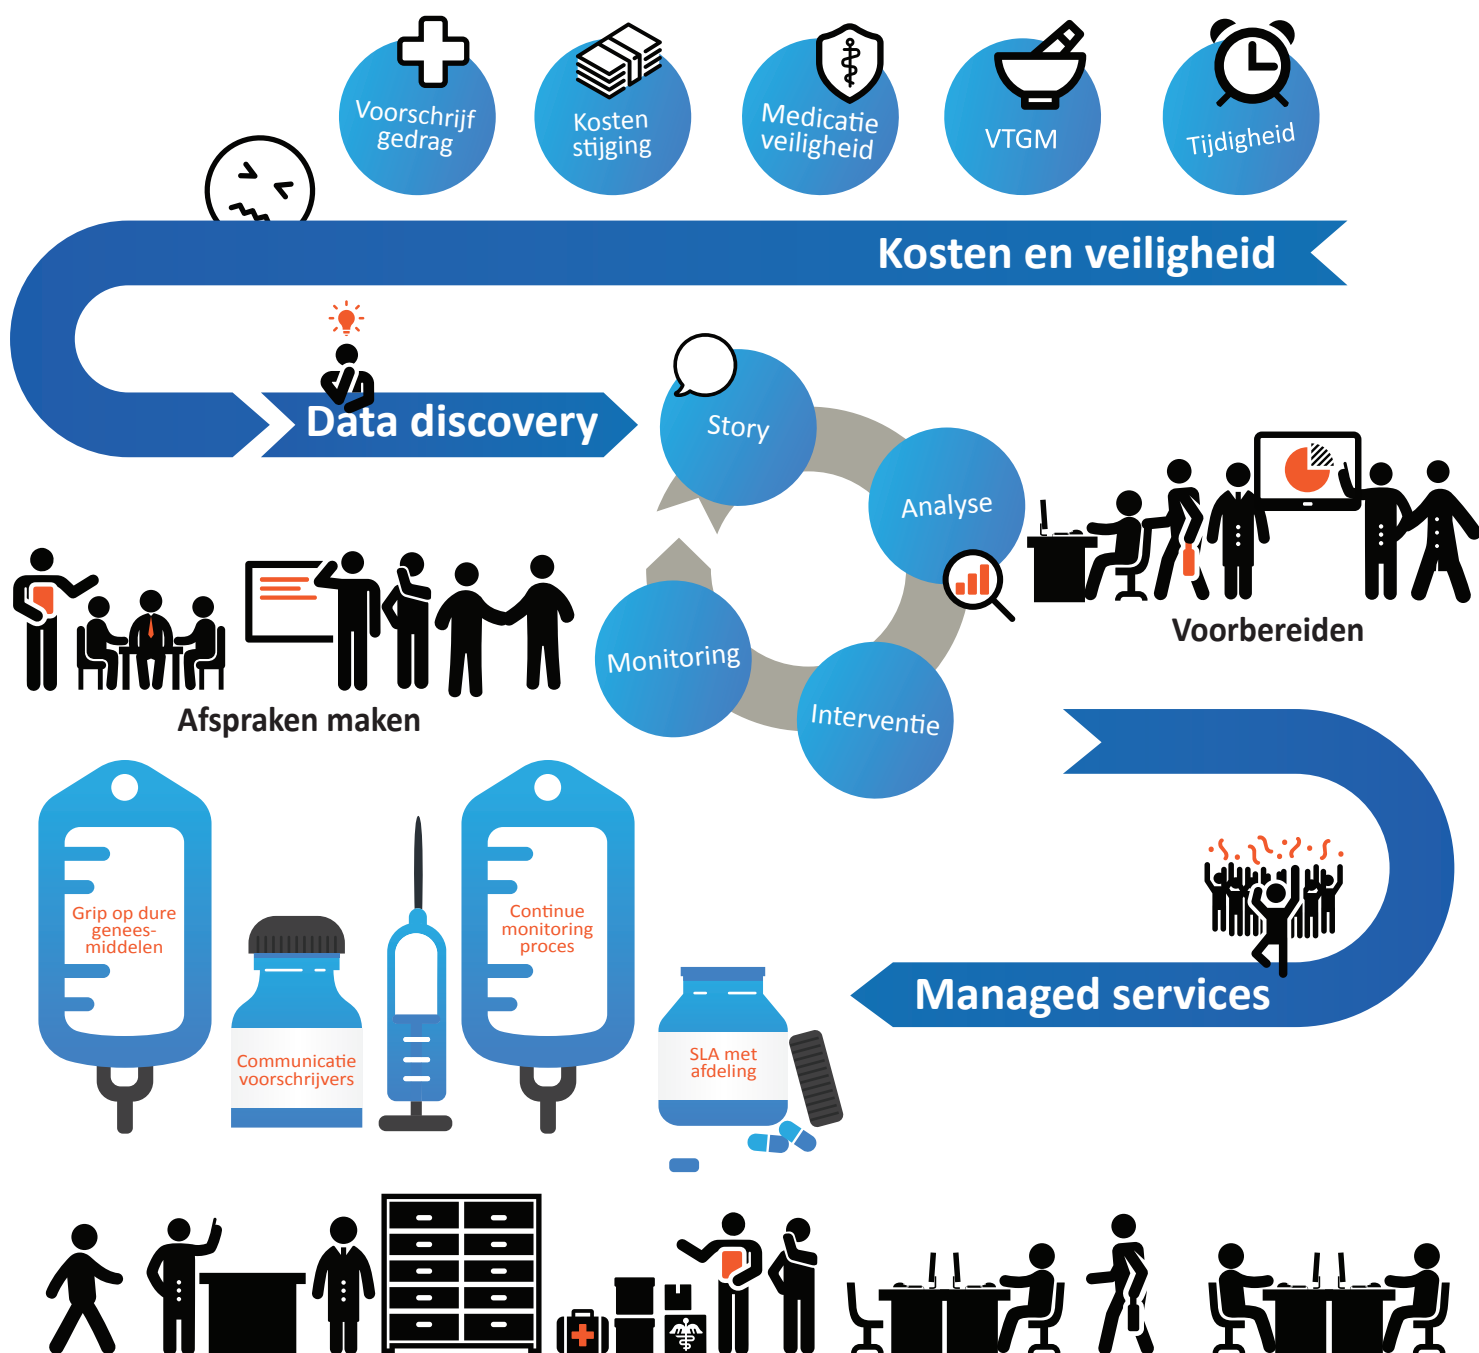 Voorschrijf
gedrag
Kosten
stijging
Medicatie
veiligheid
VTGM
Tijdigheid
Kosten en veiligheid
Data discovery
Story
Analyse
Interventie
Monitoring
Voorbereiden
Afspraken maken
Managed services
Grip op dure
genees-
middelen
Communicatie
voorschrijvers
Continue
monitoring
proces
SLA met
afdeling